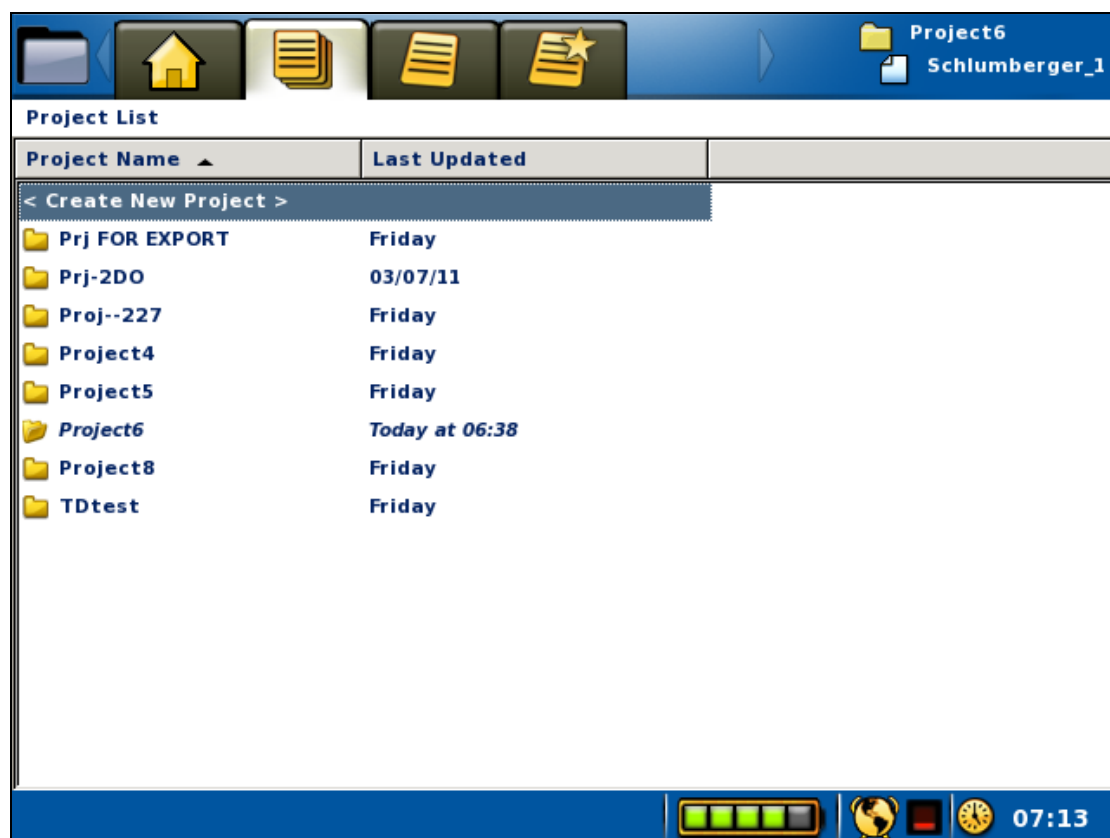 Project6
Schlumberger_1
Project List
Project Name Last Updated
< Create New Project >
Prj FOR EXPORT Friday
Prj-2DO 03/07/11
Proj--227 Friday
Project4 Friday
Project5 Friday
Project6 Today at 06:38
Project8 Friday
TDtest Friday
07:13